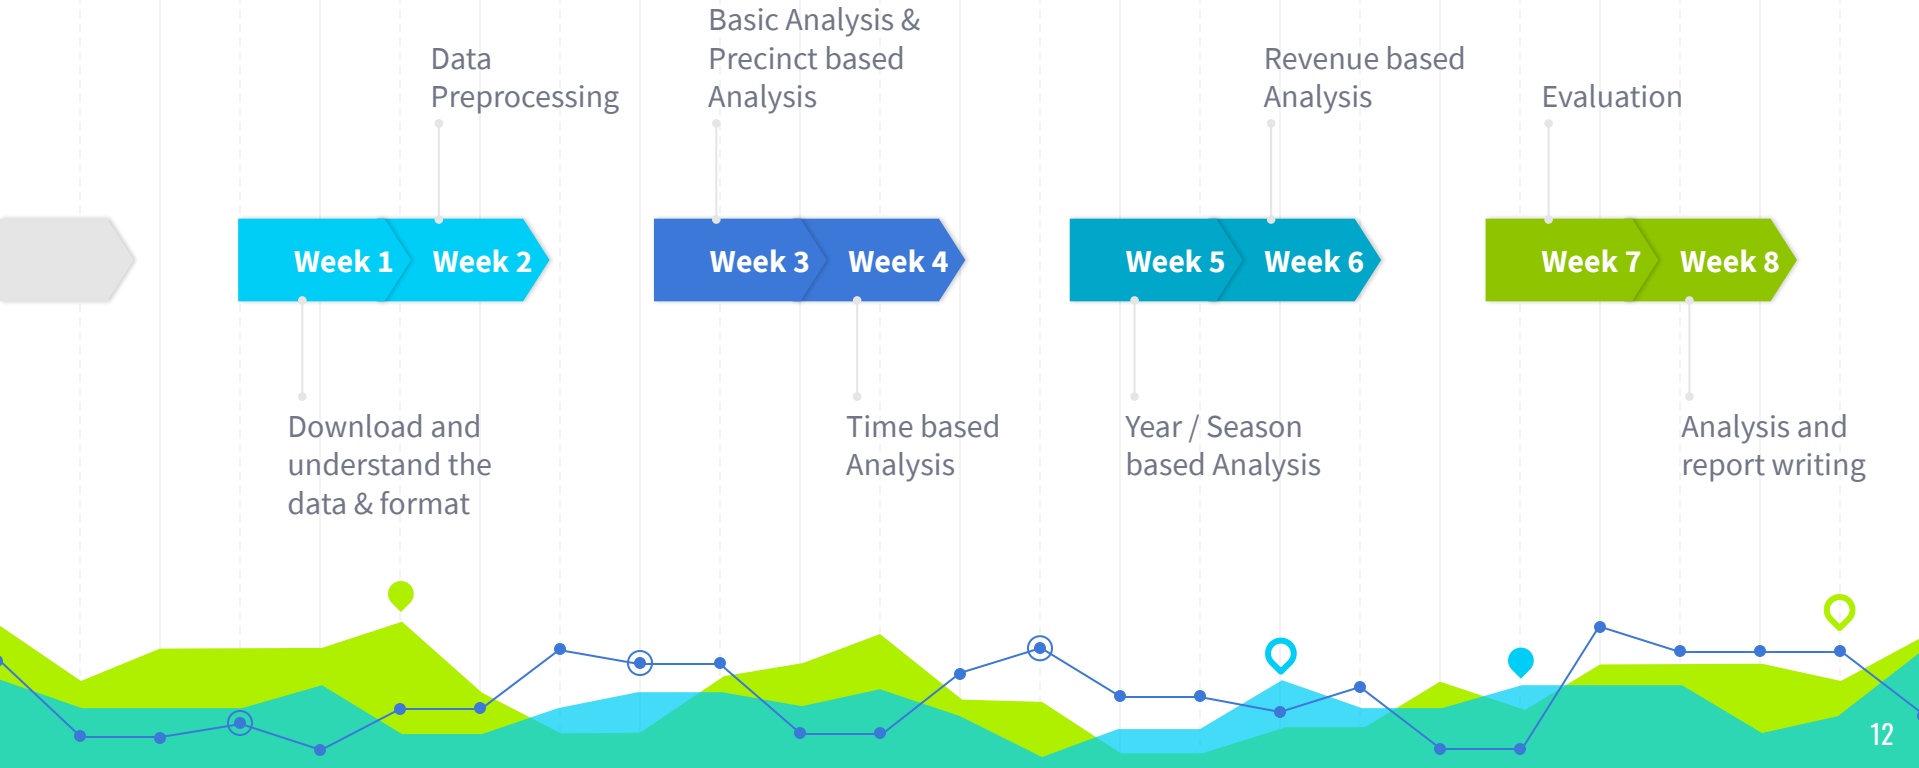 Basic Analysis &
Precinct based
Analysis
Data
Preprocessing
Revenue based
Analysis
Evaluation
Week 1
Week 2
Week 3
Week 4
Week 5
Week 6
Week 7
Week 8
Download and
understand the
data & format
Time based
Analysis
Year / Season
based Analysis
Analysis and
report writing
12